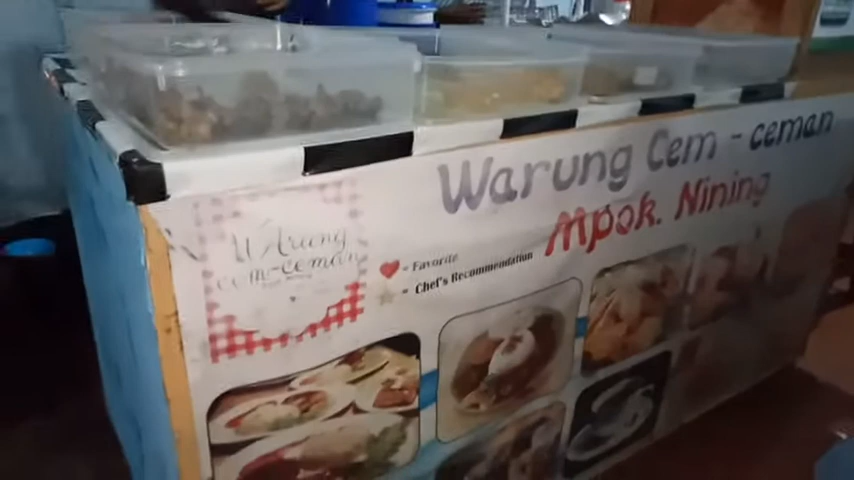 Warung Cem - ceman
Mpok. Nining
Warung
cem-ceman
= Favorite
= Chef's Recommendation